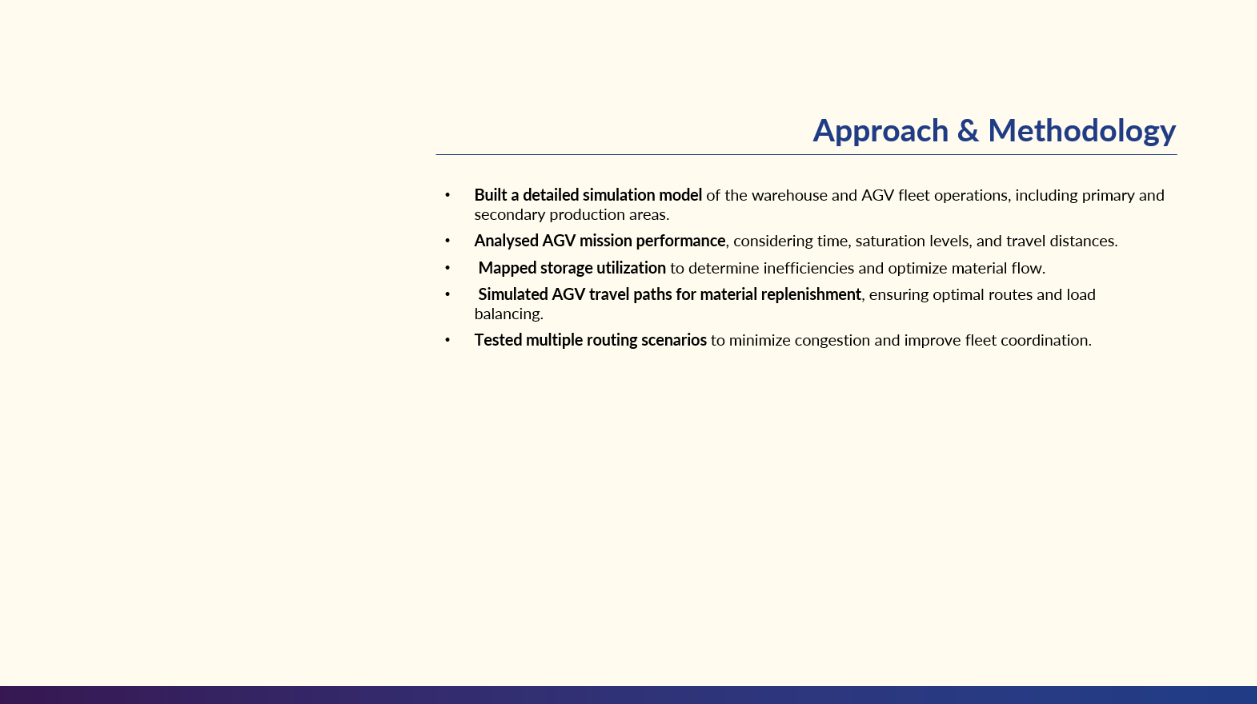 Approach & Methodology
• Built a detailed simulation model of the warehouse and AGV fleet operations, including primary and
secondary production areas.
• Analysed AGV mission performance, considering time, saturation levels, and travel distances.
• Mapped storage utilization to determine inefficiencies and optimize material flow.
• Simulated AGV travel paths for material replenishment, ensuring optimal routes and load
balancing.
• Tested multiple routing scenarios to minimize congestion and improve fleet coordination.